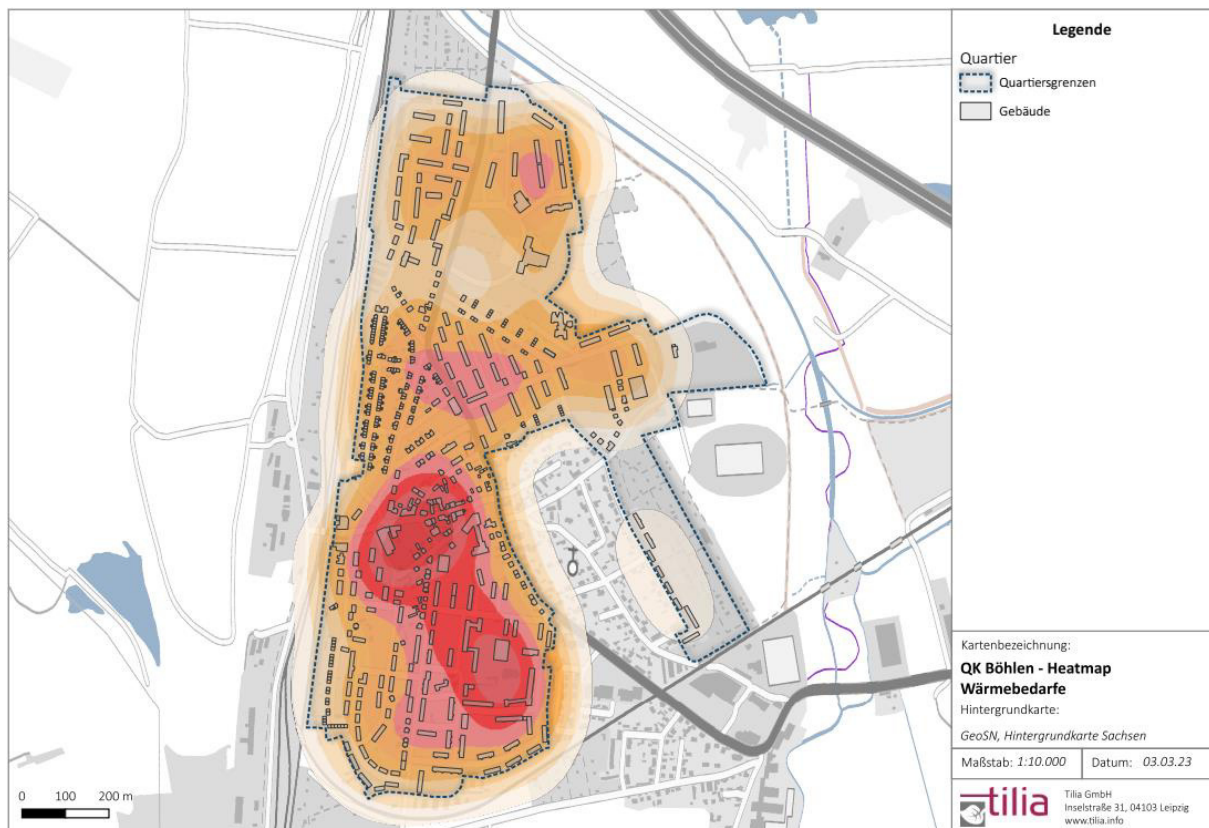 Legende
Quartier
Quartiersgrenzen
Gebäude
Kartenbezeichnung:
QK Böhlen - Heatmap
Wärmebedarfe
Hintergrundkarte:
GeoSN, Hintergrundkarte Sachsen
Maßstab: 1:10.000 Datum: 03.03.23
tilia
Tilia GmbH
Inselstraße 31, 04103 Leipzig
www.tilia.info
0 100 200 m